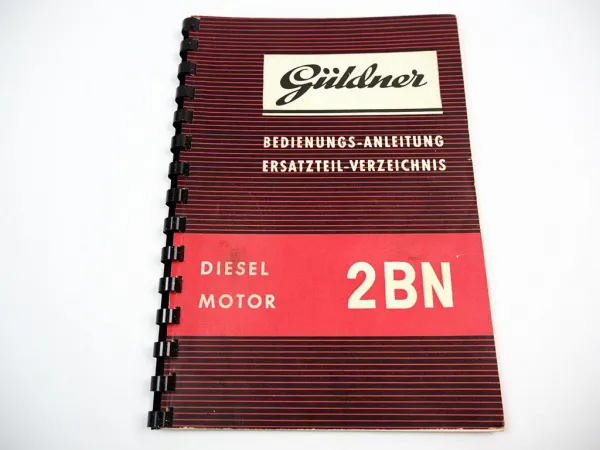 Güldner
BEDIENUNGS-ANLEITUNG
ERSATZTEIL-VERZEICHNIS
DIESEL
MOTOR
2BN